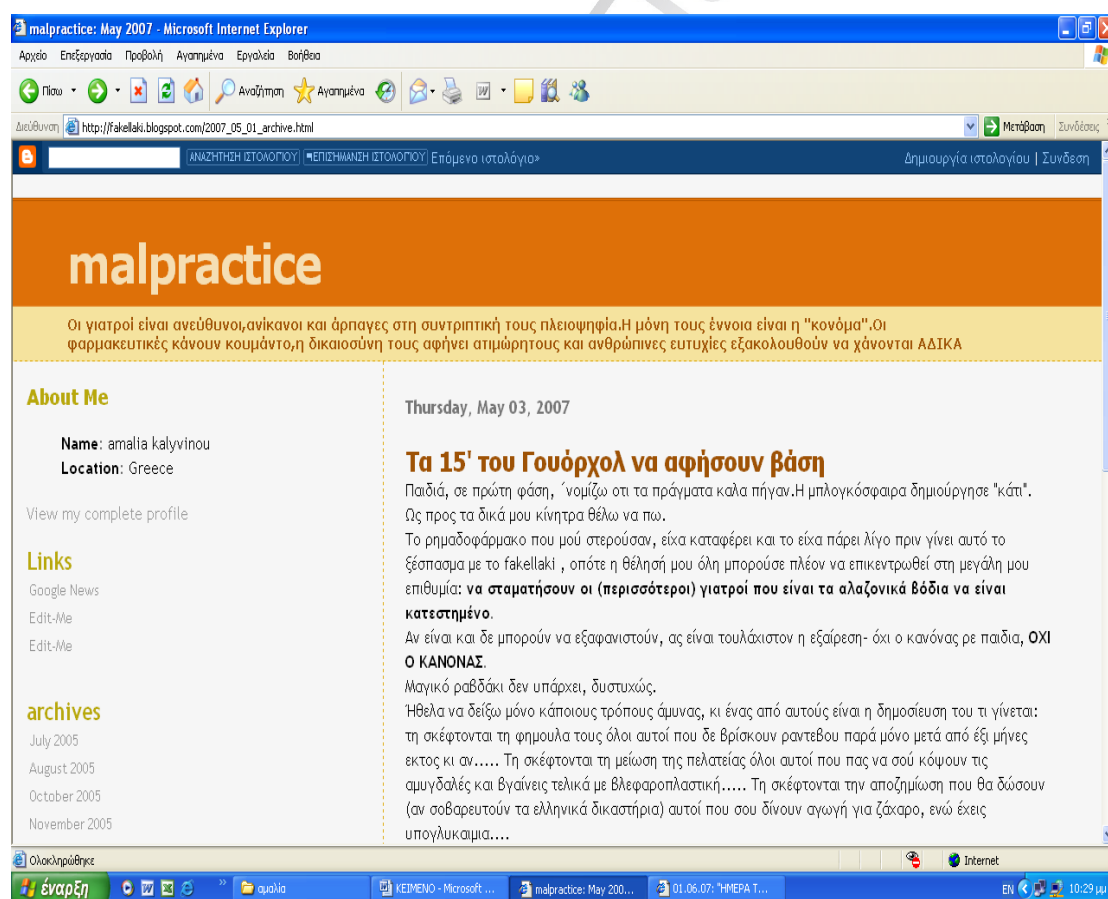 malpractice: May 2007 - Microsoft Internet Explorer
Αρχείο Επεξεργασία Προβολή Αγαπημένα Εργαλεία Βοήθεια
Πίσω Αναζήτηση Αγαπημένα
Διεύθυνση http://fakellaki.blogspot.com/2007_05_01_archive.html Μετάβαση Συνδέσεις
ΑΝΑΖΗΤΗΣΗ ΙΣΤΟΛΟΓΙΟΥ ΕΠΙΣΗΜΑΝΣΗ ΙΣΤΟΛΟΓΙΟΥ Επόμενο ιστολόγιο» Δημιουργία ιστολογίου | Συνδεση
malpractice
Οι γιατροί είναι ανεύθυνοι,ανίκανοι και άρπαγες στη συντριπτική τους πλειοψηφία.Η μόνη τους έννοια είναι η "κονόμα".Οι
φαρμακευτικές κάνουν κουμάντο,η δικαιοσύνη τους αφήνει ατιμώρητους και ανθρώπινες ευτυχίες εξακολουθούν να χάνονται ΑΔΙΚΑ
About Me
Name: amalia kalyvinou
Location: Greece
View my complete profile
Links
Google News
Edit-Me
Edit-Me
archives
July 2005
August 2005
October 2005
November 2005
Thursday, May 03, 2007
Τα 15' του Γουόρχολ να αφήσουν βάση
Παιδιά, σε πρώτη φάση, ΄νομίζω οτι τα πράγματα καλα πήγαν.Η μπλογκόσφαιρα δημιούργησε "κάτι".
Ως προς τα δικά μου κίνητρα θέλω να πω.
Το ρημαδοφάρμακο που μού στερούσαν, είχα καταφέρει και το είχα πάρει λίγο πριν γίνει αυτό το
ξέσπασμα με το fakellaki , οπότε η θέλησή μου όλη μπορούσε πλέον να επικεντρωθεί στη μεγάλη μου
επιθυμία: να σταματήσουν οι (περισσότεροι) γιατροί που είναι τα αλαζονικά βόδια να είναι
κατεστημένο.
Αν είναι και δε μπορούν να εξαφανιστούν, ας είναι τουλάχιστον η εξαίρεση- όχι ο κανόνας ρε παιδια, ΟΧΙ
Ο ΚΑΝΟΝΑΣ.
Μαγικό ραβδάκι δεν υπάρχει, δυστυχώς.
Ήθελα να δείξω μόνο κάποιους τρόπους άμυνας, κι ένας από αυτούς είναι η δημοσίευση του τι γίνεται:
τη σκέφτονται τη φημουλα τους όλοι αυτοί που δε βρίσκουν ραντεβου παρά μόνο μετά από έξι μήνες
εκτος κι αν..... Τη σκέφτονται τη μείωση της πελατείας όλοι αυτοί που πας να σού κόψουν τις
αμυγδαλές και βγαίνεις τελικά με βλεφαροπλαστική..... Τη σκέφτονται την αποζημίωση που θα δώσουν
(αν σοβαρευτούν τα ελληνικά δικαστήρια) αυτοί που σου δίνουν αγωγή για ζάχαρο, ενώ έχεις
υπογλυκαιμια....
Ολοκληρώθηκε Internet
έναρξη αμαλία ΚΕΙΜΕΝΟ - Microsoft ... malpractice: May 200... 01.06.07: "ΗΜΕΡΑ Τ... EN 10:29 μμ